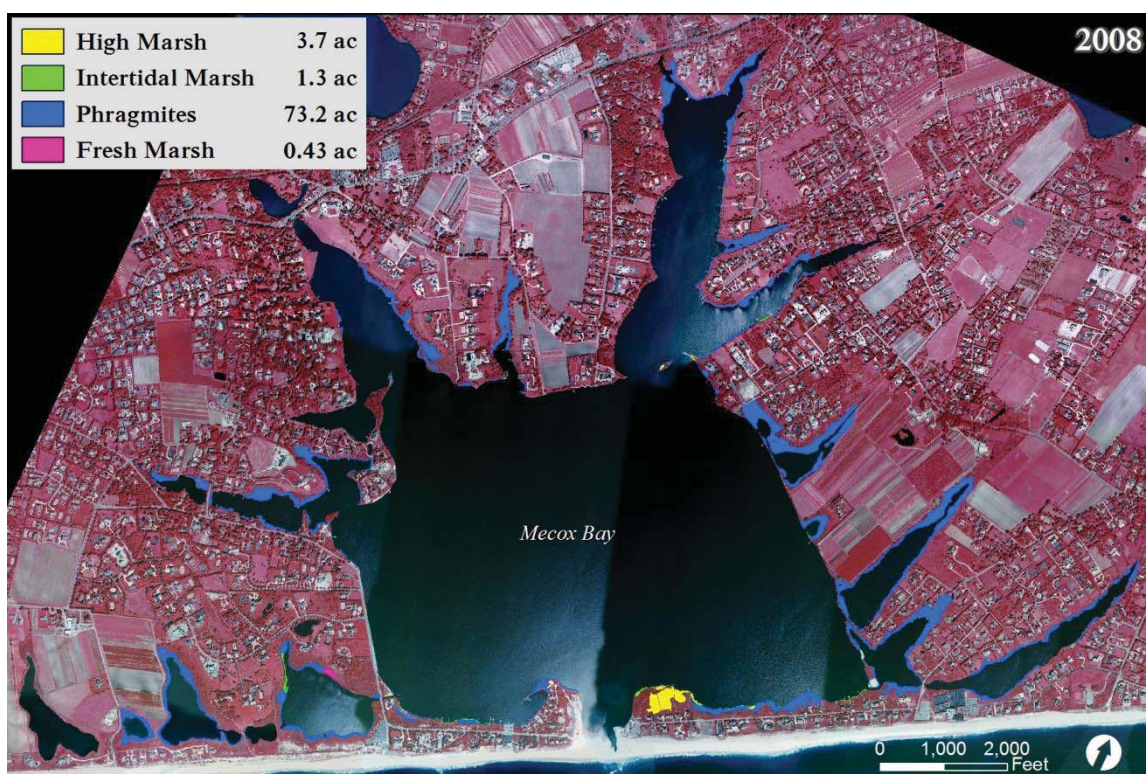 High Marsh 3.7 ac
Intertidal Marsh 1.3 ac
Phragmites 73.2 ac
Fresh Marsh 0.43 ac
2008
Mecox Bay
0 1,000 2,000
Feet